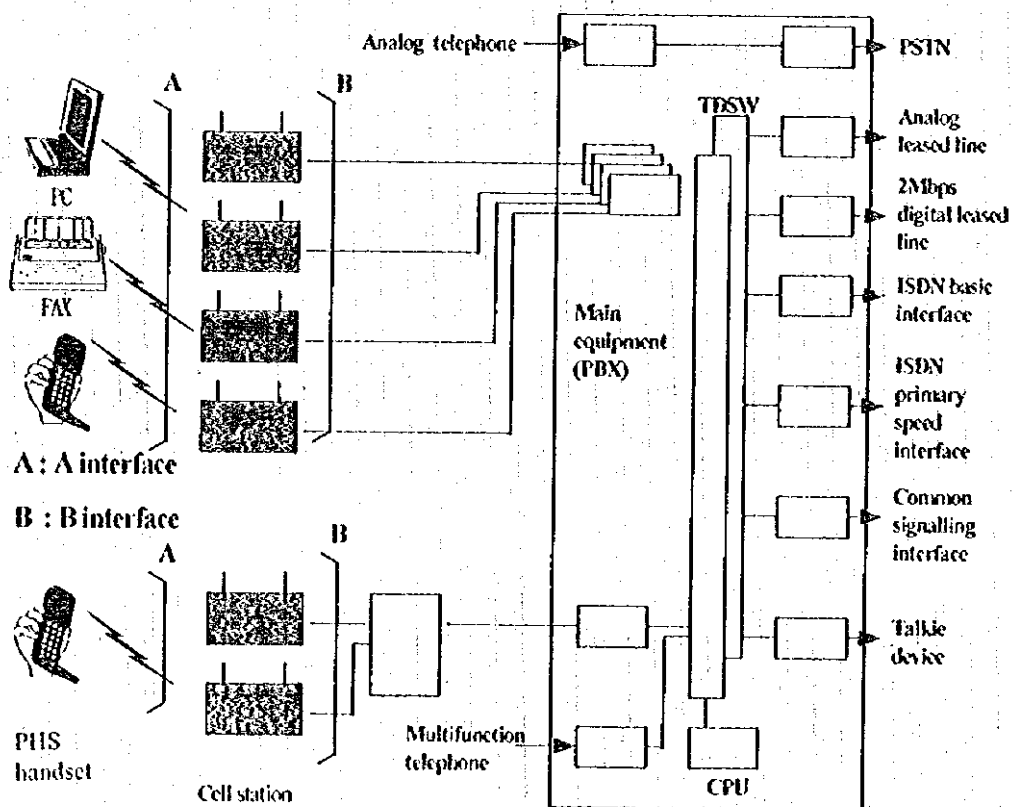 Analog telephone
PSTN
A
B
TDSW
Analog
leased line
PC
2Mbps
digital leased
line
FAX
ISDN basic
interface
Main
equipment
(PBX)
ISDN
primary
speed
interface
A : A interface
B : B interface
Common
signalling
interface
A
B
Talkie
device
PHS
handset
Multifunction
telephone
Cell station
CPU